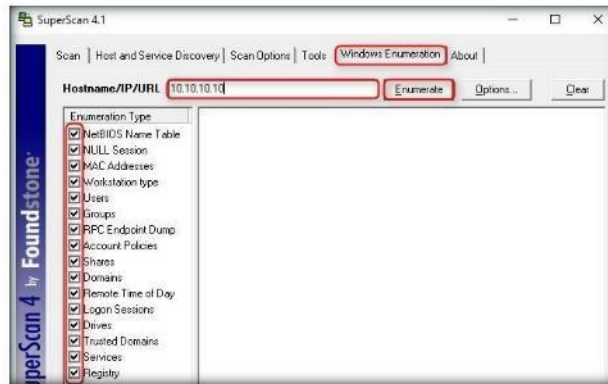 SuperScan 4.1
Scan | Host and Service Discovery | Scan Options | Tools | Windows Enumeration | About |
Hostname/IP/URL 10.10.10.10 Enumerate Options... Clear
Enumeration Type
NetBIOS Name Table
NULL Session
MAC Addresses
Workstation type
Users
Groups
RPC Endpoint Dump
Account Policies
Shares
Domains
Remote Time of Day
Logon Sessions
Drives
Trusted Domains
Services
Registry
perScan 4 by Foundstone